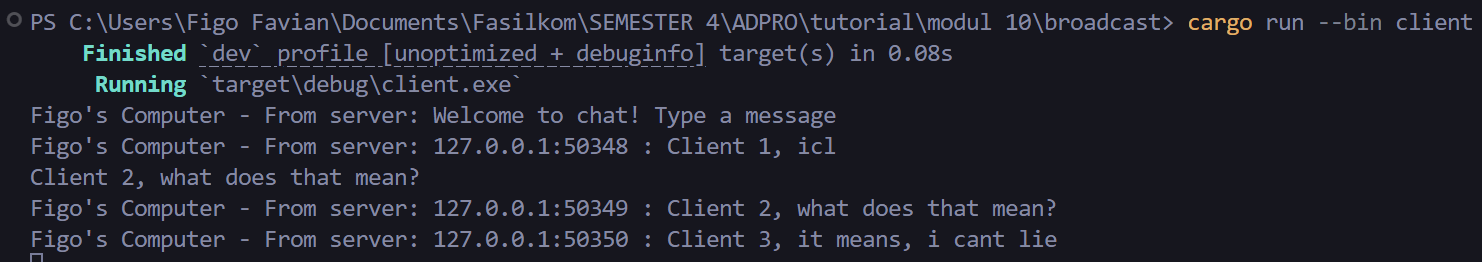 PS C:\Users\Figo Favian\Documents\Fasilkom\SEMESTER 4\ADPRO\tutorial\modul 10\broadcast> cargo run --bin client
Finished `dev` profile [unoptimized + debuginfo] target(s) in 0.08s
Running `target\debug\client.exe`
Figo's Computer - From server: Welcome to chat! Type a message
Figo's Computer - From server: 127.0.0.1:50348 : Client 1, icl
Client 2, what does that mean?
Figo's Computer - From server: 127.0.0.1:50349 : Client 2, what does that mean?
Figo's Computer - From server: 127.0.0.1:50350 : Client 3, it means, i cant lie